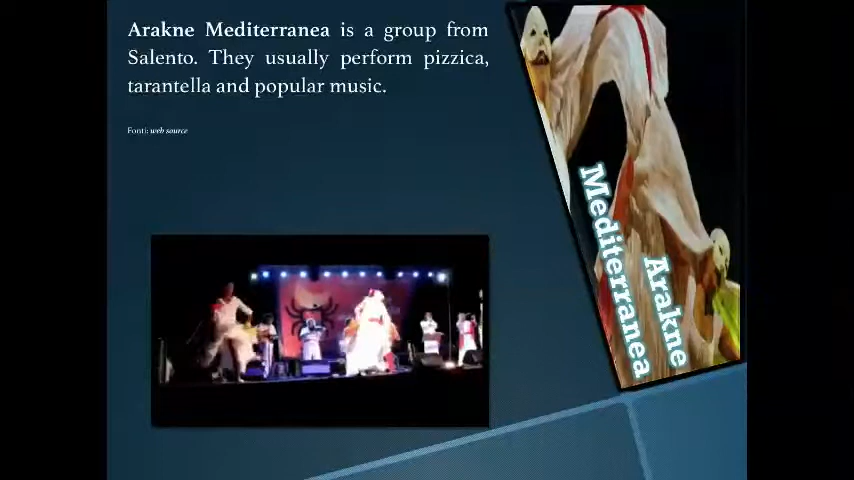 Arakne Mediterranea is a group from
Salento. They usually perform pizzica,
tarantella and popular music.
Fonti: web source
Arakne
Mediterranea